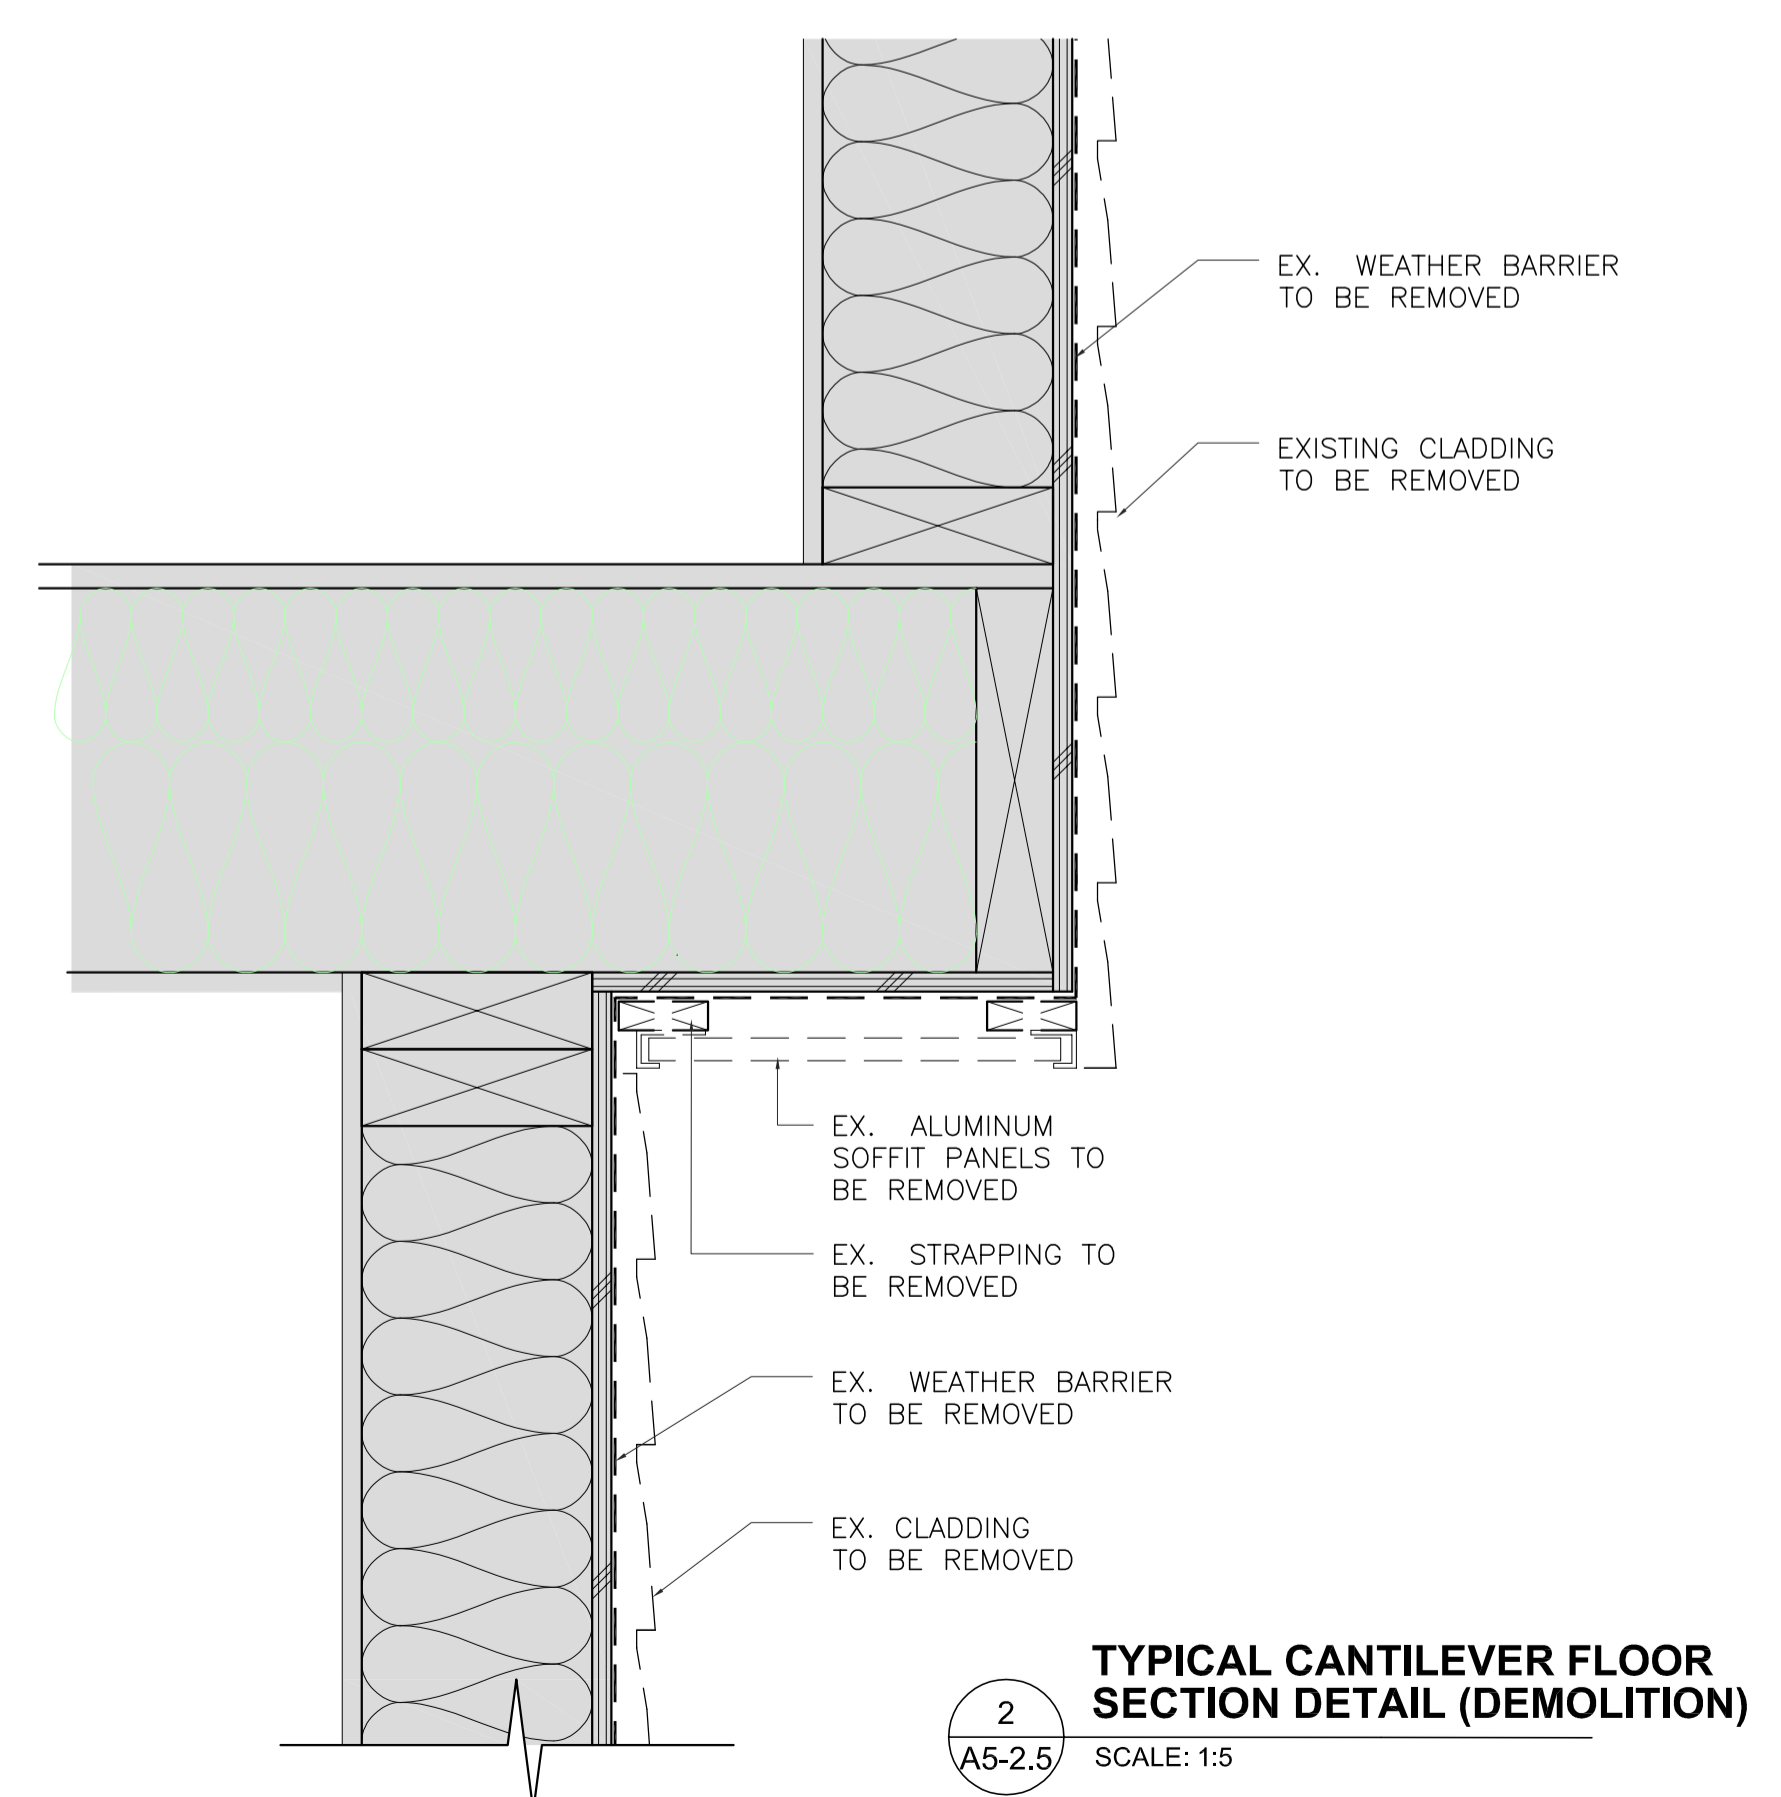 EX. WEATHER BARRIER
TO BE REMOVED
EXISTING CLADDING
TO BE REMOVED
EX. ALUMINUM
SOFFIT PANELS TO
BE REMOVED
EX. STRAPPING TO
BE REMOVED
EX. WEATHER BARRIER
TO BE REMOVED
EX. CLADDING
TO BE REMOVED
TYPICAL CANTILEVER FLOOR
SECTION DETAIL (DEMOLITION)
2
A5-2.5
SCALE: 1:5